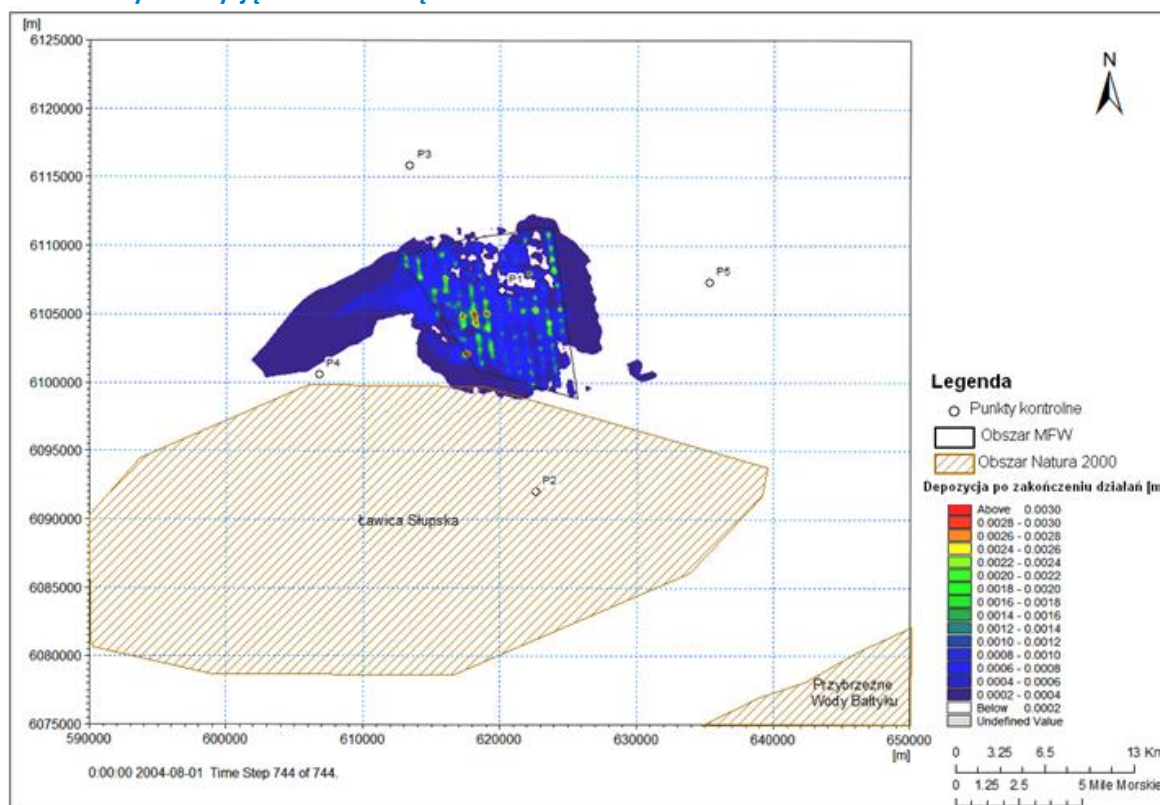 [m]
6125000
6120000
6115000
6110000
6105000
6100000
6095000
6090000
6085000
6080000
6075000
590000 600000 610000 620000 630000 640000 650000
[m]
P3
P1
P5
P4
P2
Ławica Słupska
Przybrzeżne
Wody Bałtyku
N
Legenda
Punkty kontrolne
Obszar MFW
Obszar Natura 2000
Depozycja po zakończeniu działań [m
Above 0.0030
0.0028 - 0.0030
0.0026 - 0.0028
0.0024 - 0.0026
0.0022 - 0.0024
0.0020 - 0.0022
0.0018 - 0.0020
0.0016 - 0.0018
0.0014 - 0.0016
0.0012 - 0.0014
0.0010 - 0.0012
0.0008 - 0.0010
0.0006 - 0.0008
0.0004 - 0.0006
0.0002 - 0.0004
Below 0.0002
Undefined Value
0 3.25 6.5 13 Km
0 1.25 2.5 5 Mile Morskie
0:00:00 2004-08-01 Time Step 744 of 744.